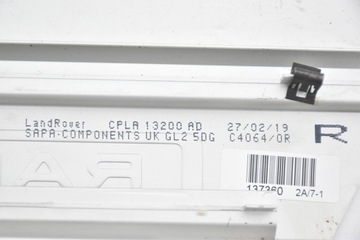 LandRover CPLA 13200 AD 27/02/19 R
SAPA-COMPONENTS UK GL2 5DG C4064/0R
137360 2A/7-1